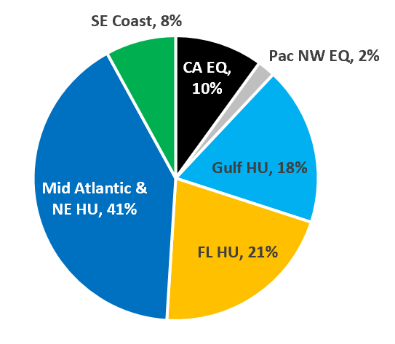 SE Coast, 8%
CA EQ,
10%
Pac NW EQ, 2%
Gulf HU, 18%
FL HU, 21%
Mid Atlantic &
NE HU, 41%